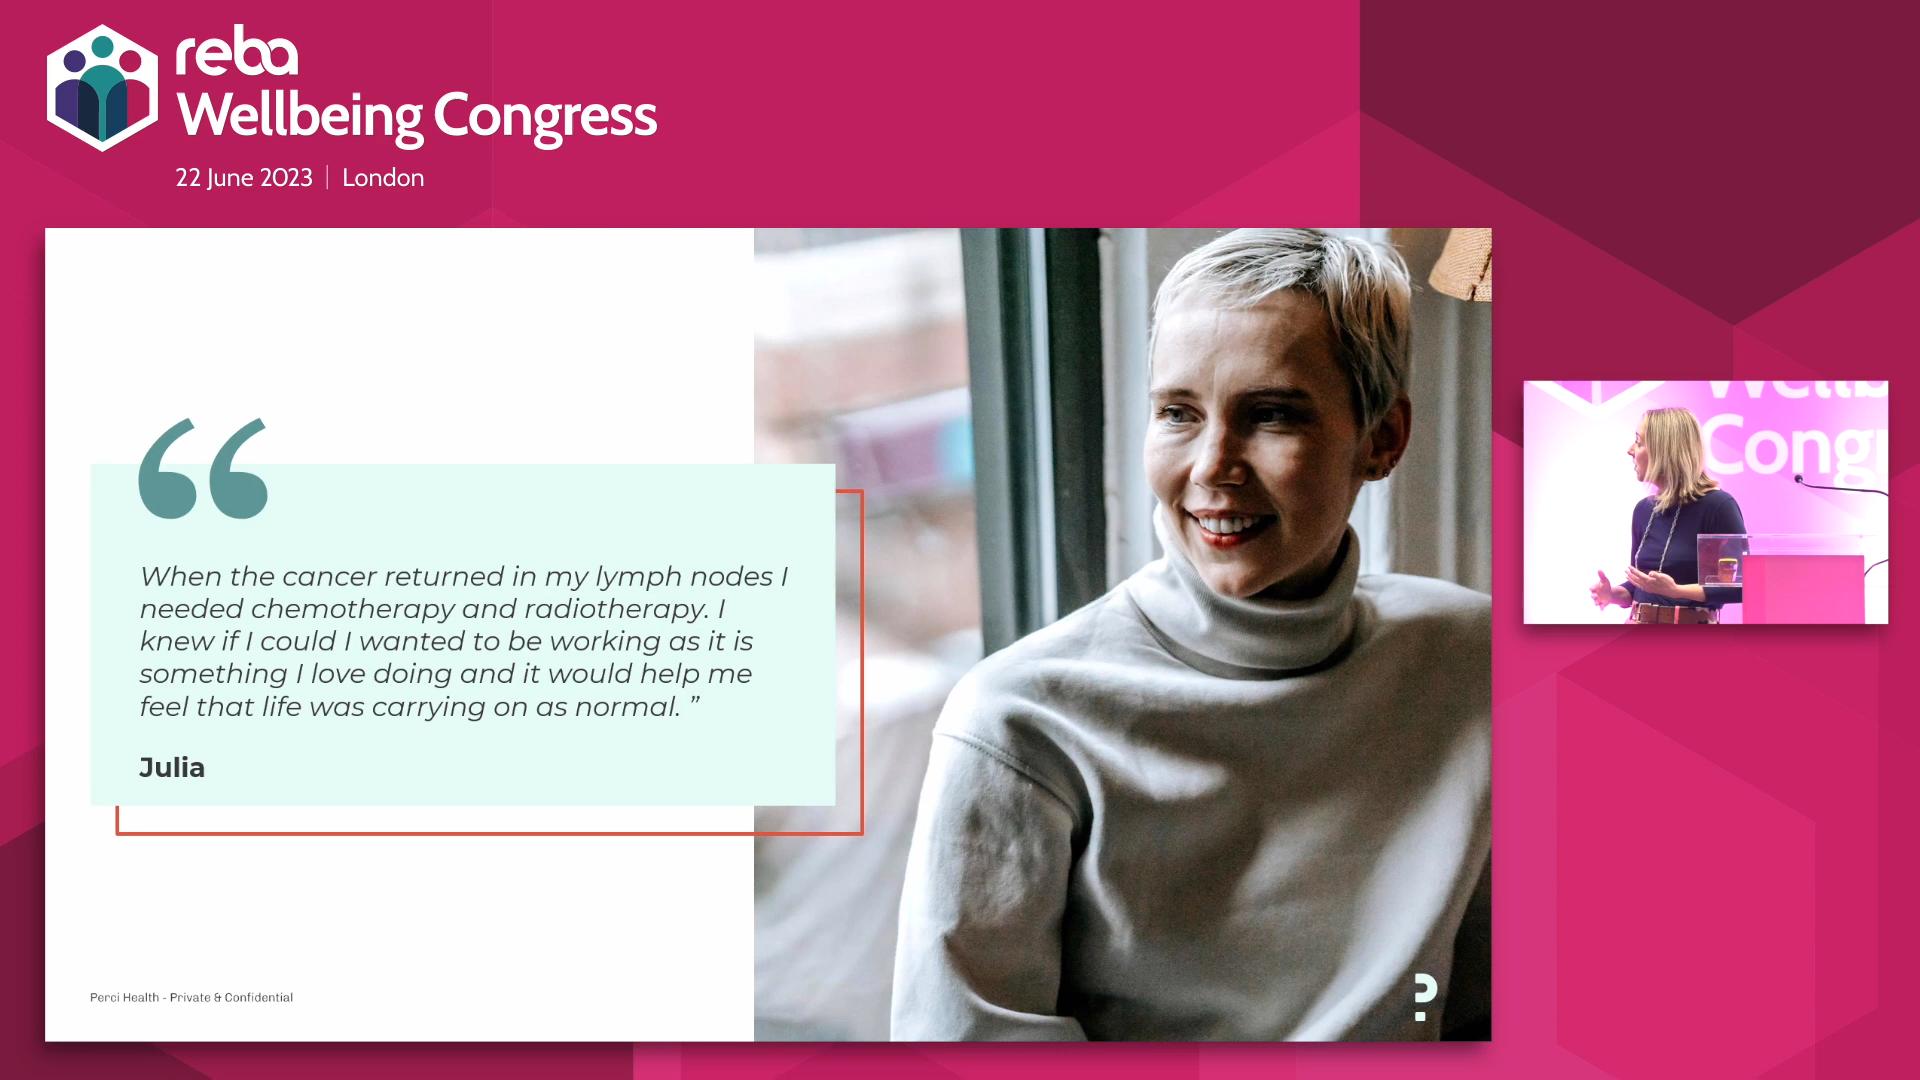 reba
Wellbeing Congress
22 June 2023 | London
When the cancer returned in my lymph nodes I
needed chemotherapy and radiotherapy. I
knew if I could I wanted to be working as it is
something I love doing and it would help me
feel that life was carrying on as normal. ”
Julia
Perci Health - Private & Confidential
Wellb
Congr